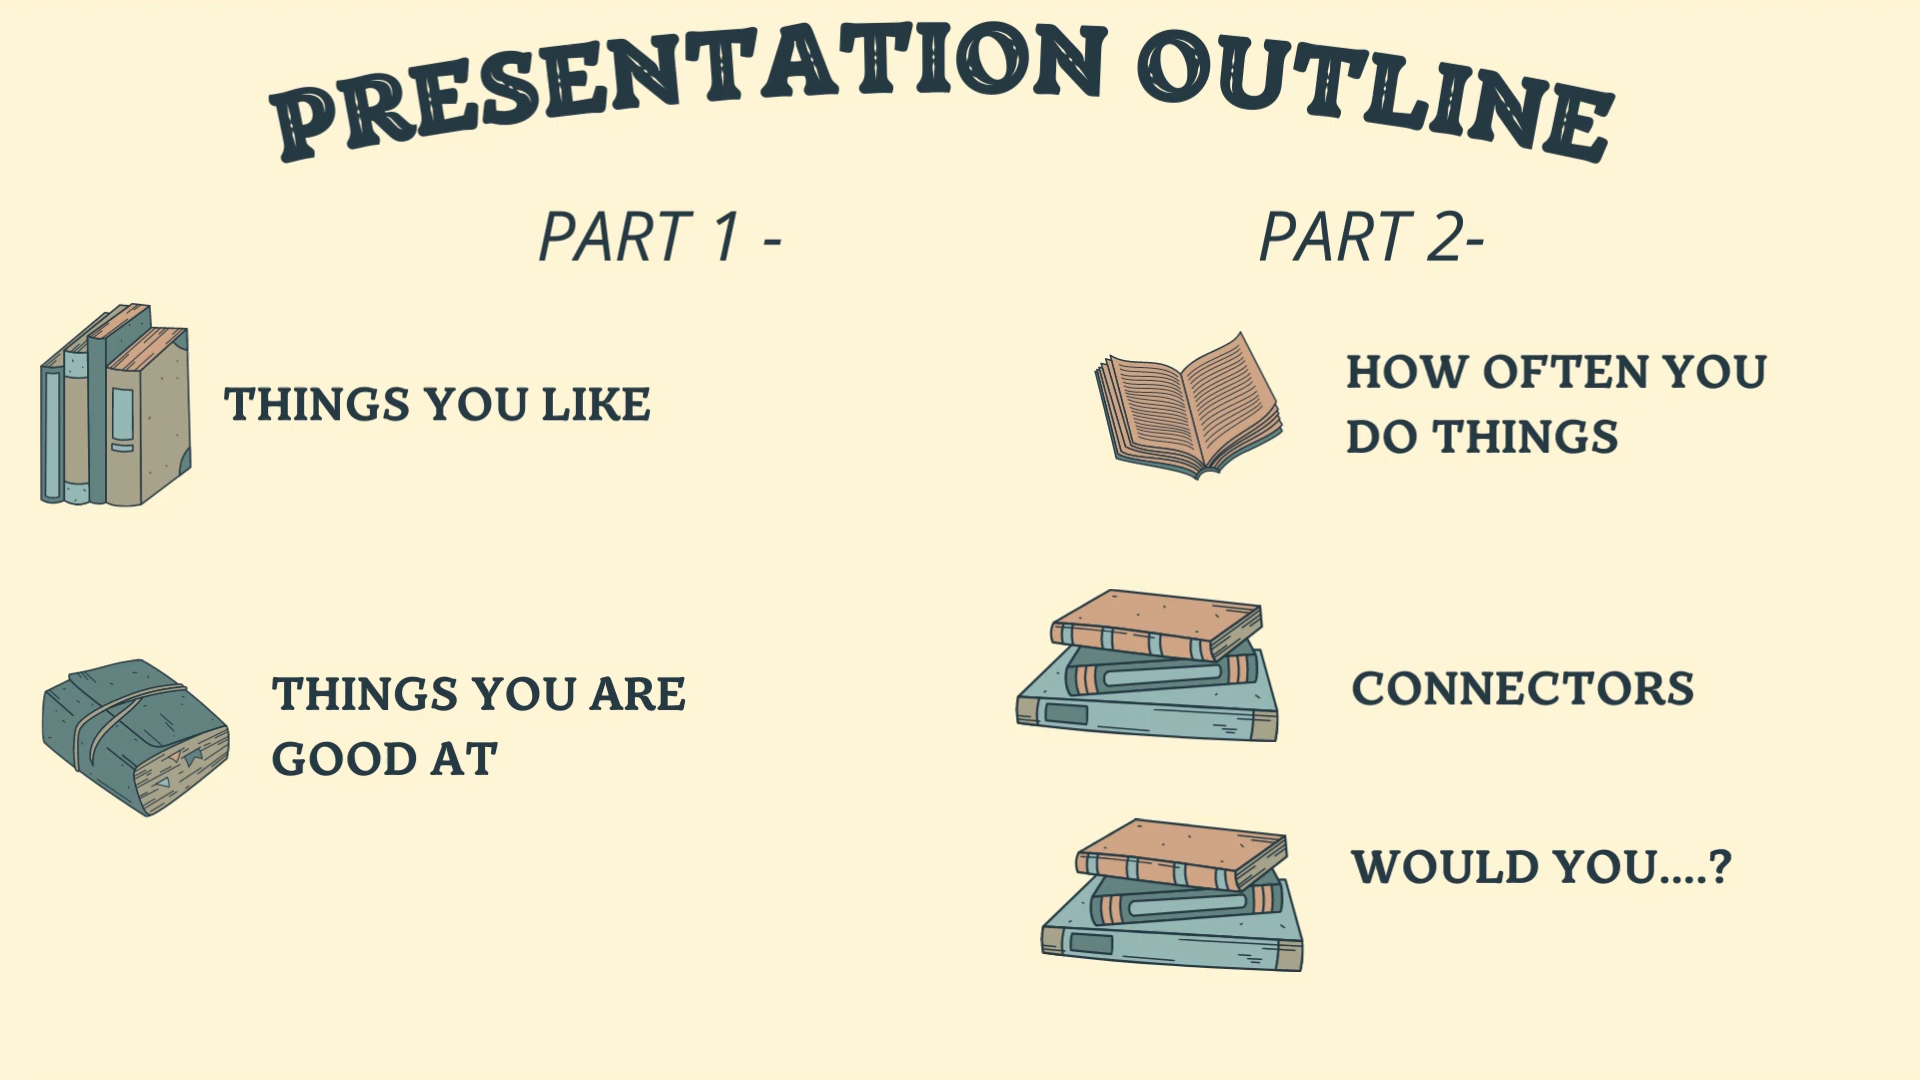 PRESENTATION OUTLINE
PART 1 -
THINGS YOU LIKE
THINGS YOU ARE
GOOD AT
PART 2-
HOW OFTEN YOU
DO THINGS
CONNECTORS
WOULD YOU....?